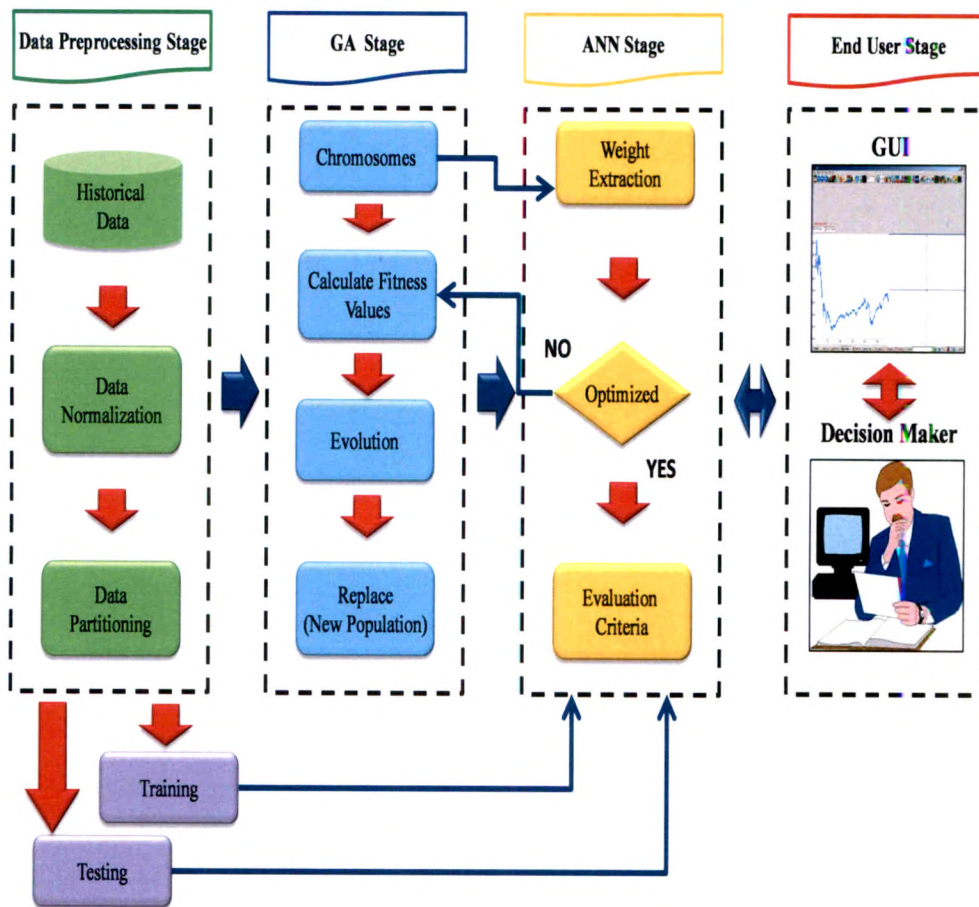 Data Preprocessing Stage
GA Stage
ANN Stage
End User Stage
Historical
Data
Data
Normalization
Data
Partitioning
Chromosomes
Calculate Fitness
Values
Evolution
Replace
(New Population)
Weight
Extraction
NO
Optimized
YES
Evaluation
Criteria
GUI
Decision Maker
Training
Testing